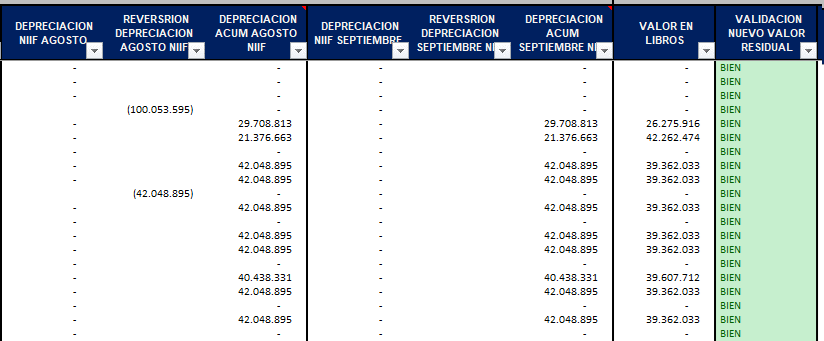 DEPRECIACION
NIIF AGOSTO
REVERSRION
DEPRECIACION
AGOSTO NIIF
DEPRECIACION
ACUM AGOSTO
NIIF
DEPRECIACION
NIIF SEPTIEMBRE
REVERSRION
DEPRECIACION
SEPTIEMBRE NI
DEPRECIACION
ACUM
SEPTIEMBRE NI
VALOR EN
LIBROS
VALIDACION
NUEVO VALOR
RESIDUAL
- - - - - BIEN
- - - - - BIEN
- - - - - BIEN
(100.053.595) - - - - BIEN
- 29.708.813 - 29.708.813 26.275.916 BIEN
- 21.376.663 - 21.376.663 42.262.474 BIEN
- - - - - BIEN
- 42.048.895 - 42.048.895 39.362.033 BIEN
- 42.048.895 - 42.048.895 39.362.033 BIEN
(42.048.895) - - - - BIEN
- 42.048.895 - 42.048.895 39.362.033 BIEN
- - - - - BIEN
- 42.048.895 - 42.048.895 39.362.033 BIEN
- 42.048.895 - 42.048.895 39.362.033 BIEN
- - - - - BIEN
- 40.438.331 - 40.438.331 39.607.712 BIEN
- 42.048.895 - 42.048.895 39.362.033 BIEN
- - - - - BIEN
- 42.048.895 - 42.048.895 39.362.033 BIEN
- - - - - BIEN